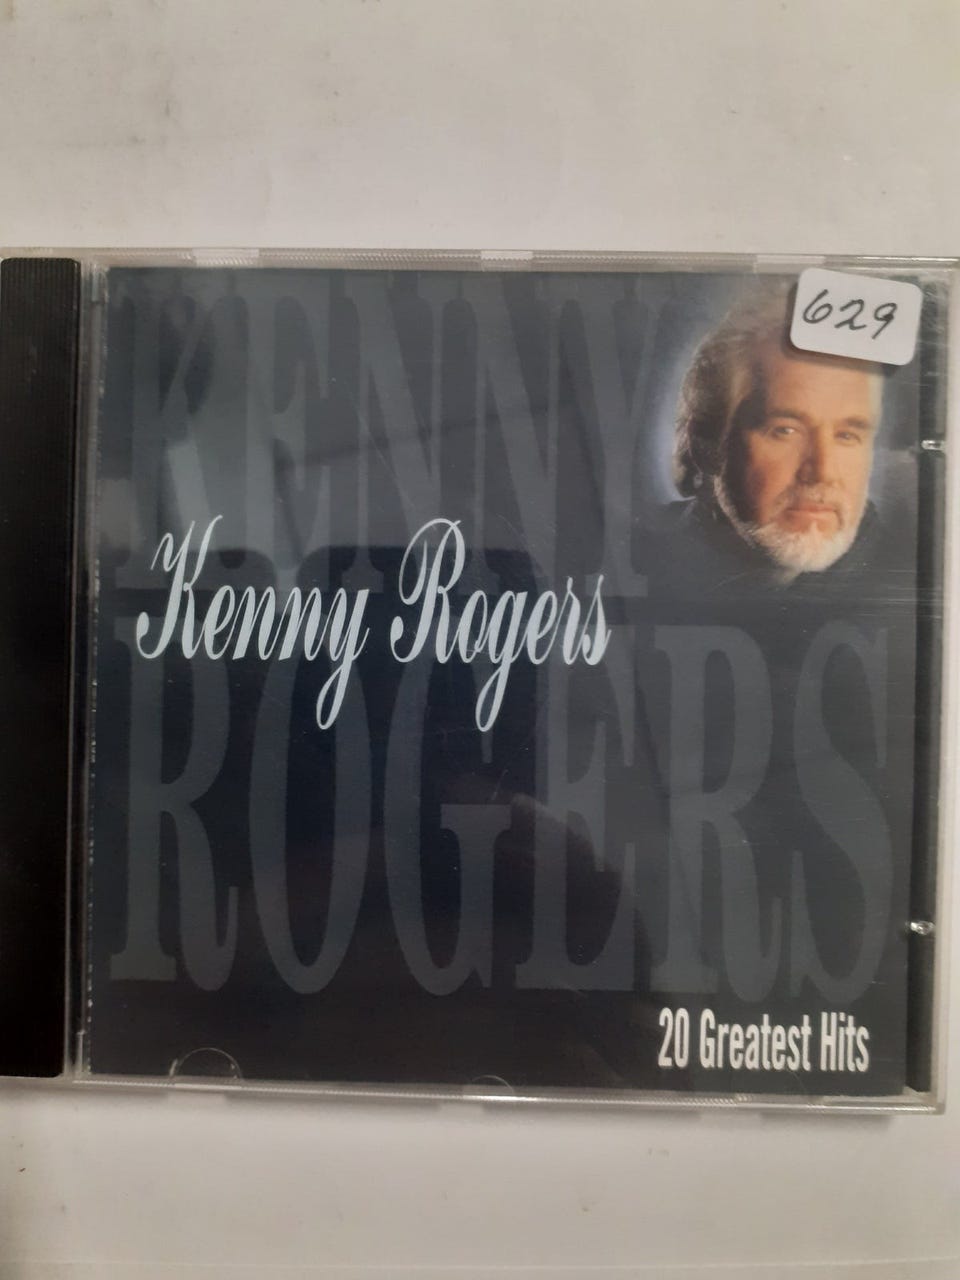 629
KENNY
Kenny Rogers
ROGERS
20 Greatest Hits